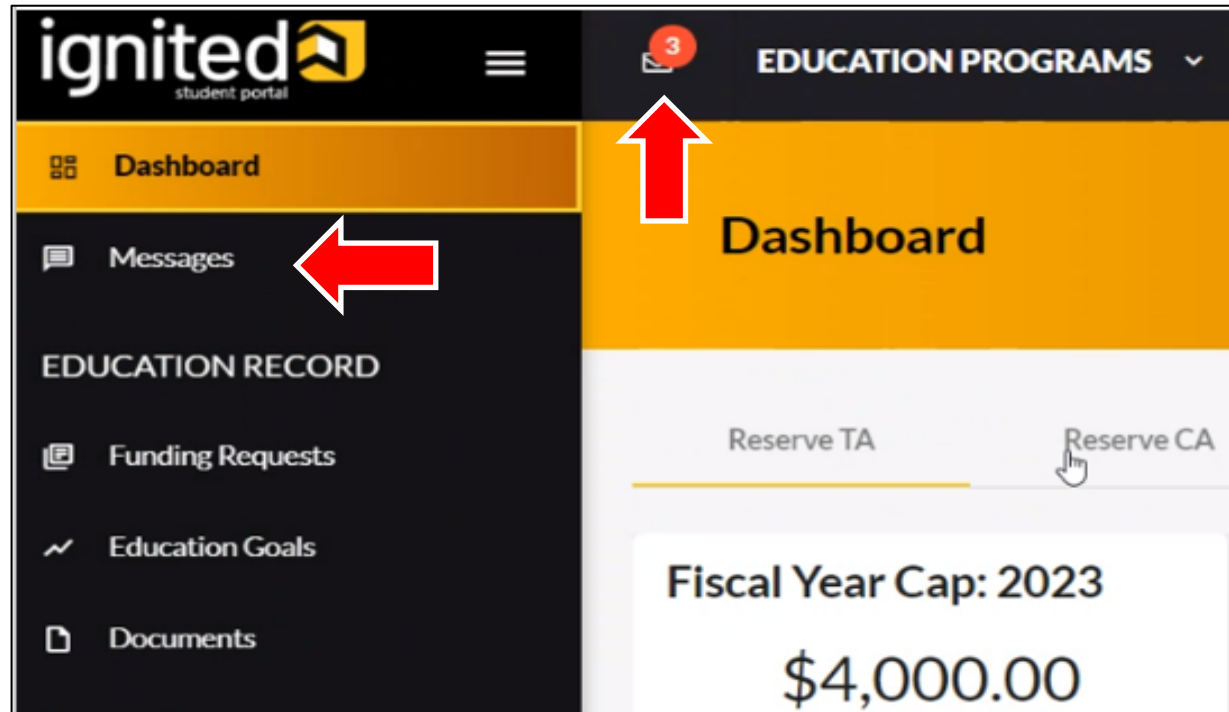 ignited
student portal
3
EDUCATION PROGRAMS
Dashboard
Messages
EDUCATION RECORD
Funding Requests
Education Goals
Documents
Dashboard
Reserve TA
Reserve CA
Fiscal Year Cap: 2023
$4,000.00